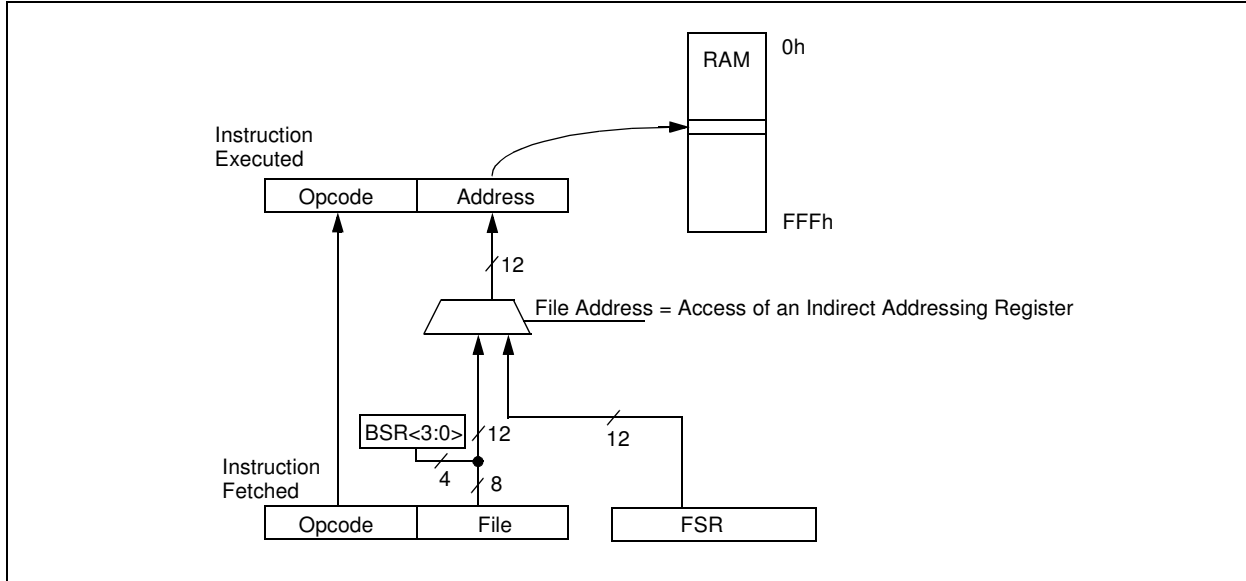 RAM
0h
Instruction
Executed
Opcode
Address
FFFh
12
File Address = Access of an Indirect Addressing Register
BSR<3:0>
12
12
4
8
Instruction
Fetched
Opcode
File
FSR